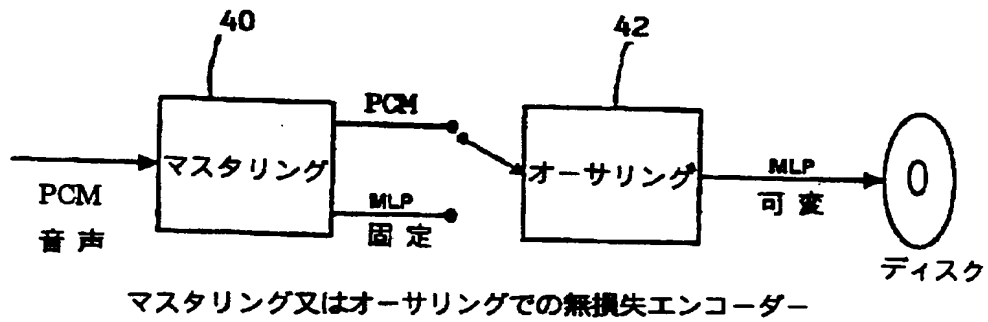 40
42
PCM
マスタリング
オーサリング
MLP
PCM
MLP
可変
音声
固定
ディスク
マスタリング又はオーサリングでの無損失エンコーダー